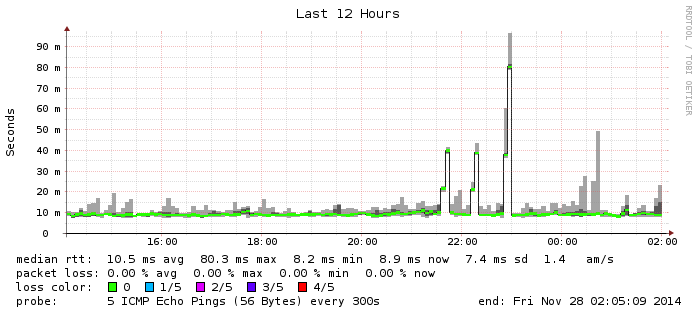 Last 12 Hours
RRDTOOL / TOBI OETIKER
Seconds
90 m
80 m
70 m
60 m
50 m
40 m
30 m
20 m
10 m
0
16:00 18:00 20:00 22:00 00:00 02:00
median rtt: 10.5 ms avg 80.3 ms max 8.2 ms min 8.9 ms now 7.4 ms sd 1.4 am/s
packet loss: 0.00 % avg 0.00 % max 0.00 % min 0.00 % now
loss color: 0 1/5 2/5 3/5 4/5
probe: 5 ICMP Echo Pings (56 Bytes) every 300s end: Fri Nov 28 02:05:09 2014